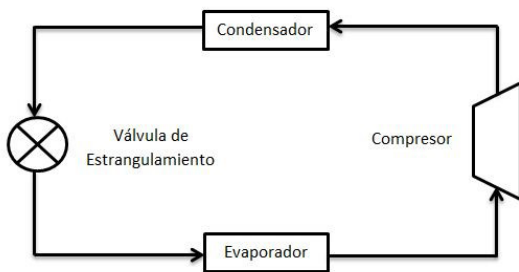 Condensador
Válvula de
Estrangulamiento
Compresor
Evaporador